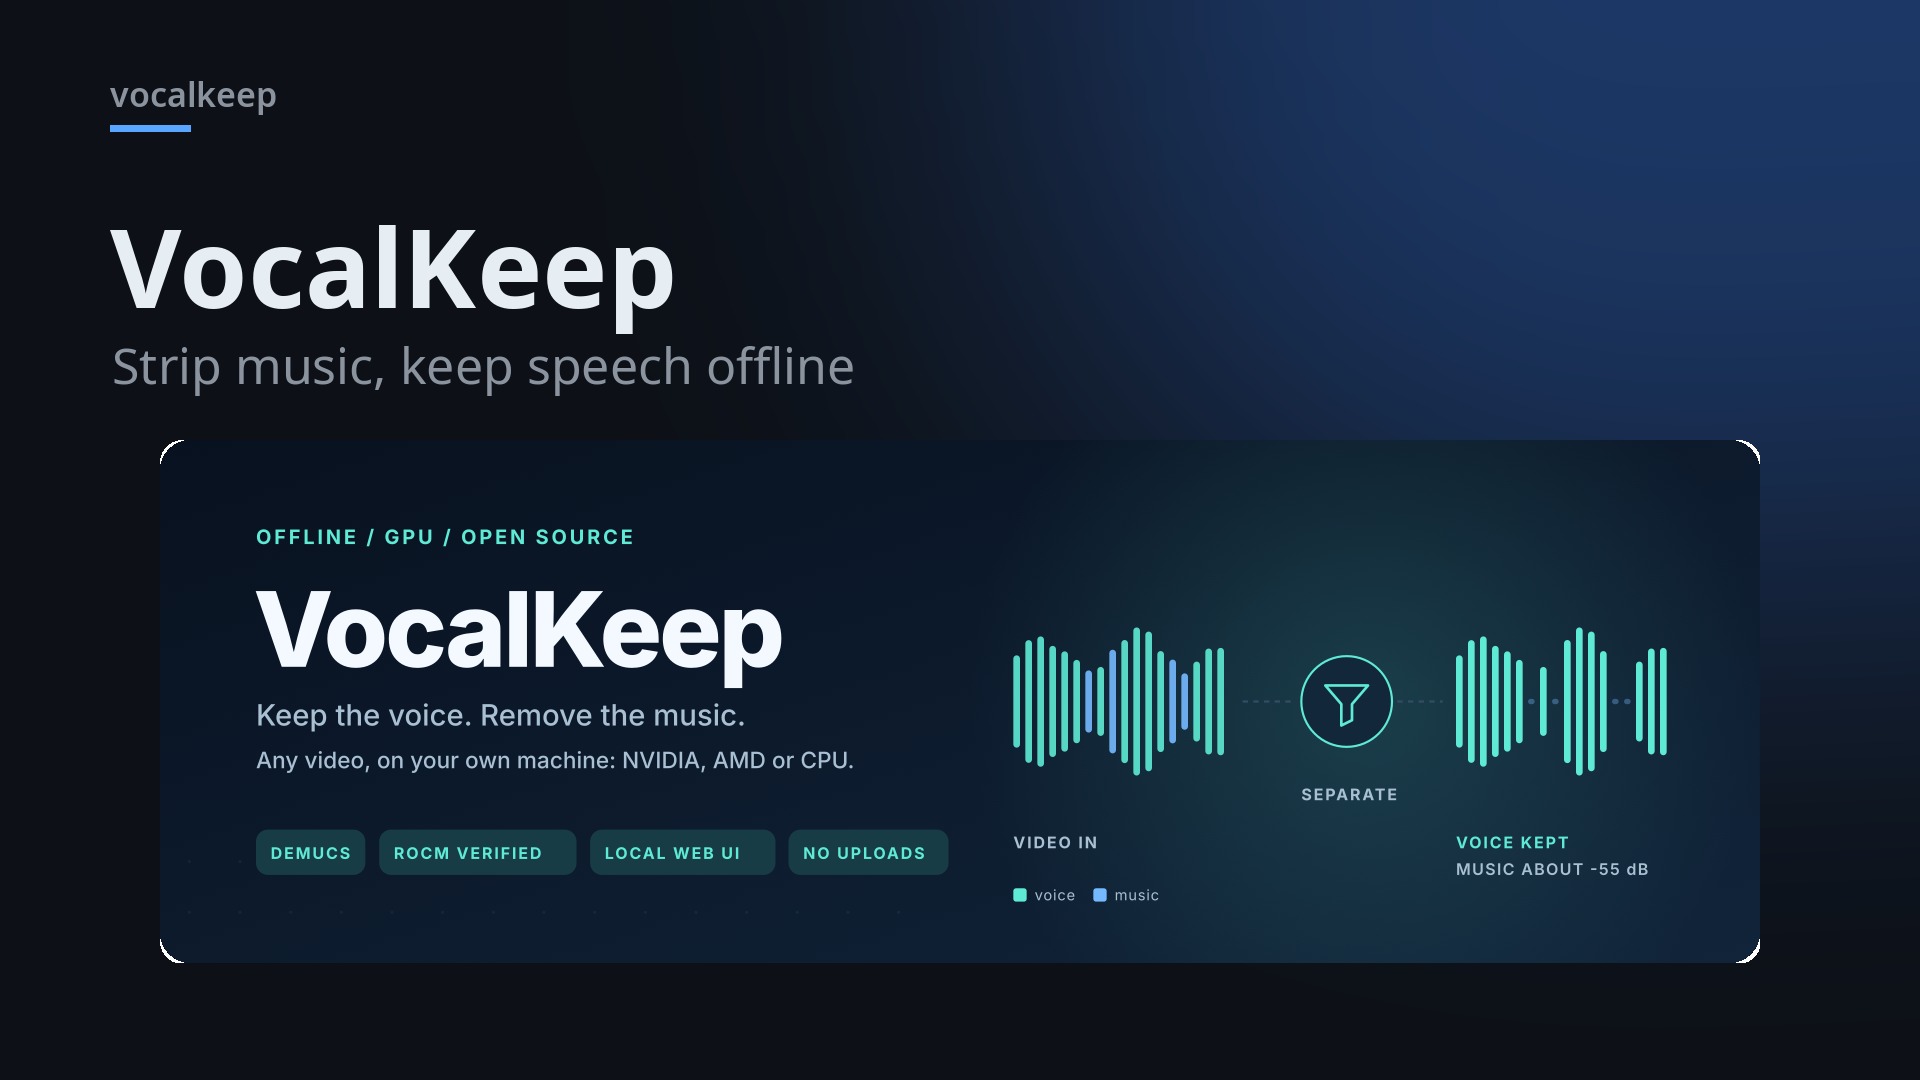 vocalkeep
VocalKeep
Strip music, keep speech offline
OFFLINE / GPU / OPEN SOURCE
VocalKeep
Keep the voice. Remove the music.
Any video, on your own machine: NVIDIA, AMD or CPU.
DEMUCS ROCM VERIFIED LOCAL WEB UI NO UPLOADS
SEPARATE
VIDEO IN
voice music
VOICE KEPT
MUSIC ABOUT -55 dB